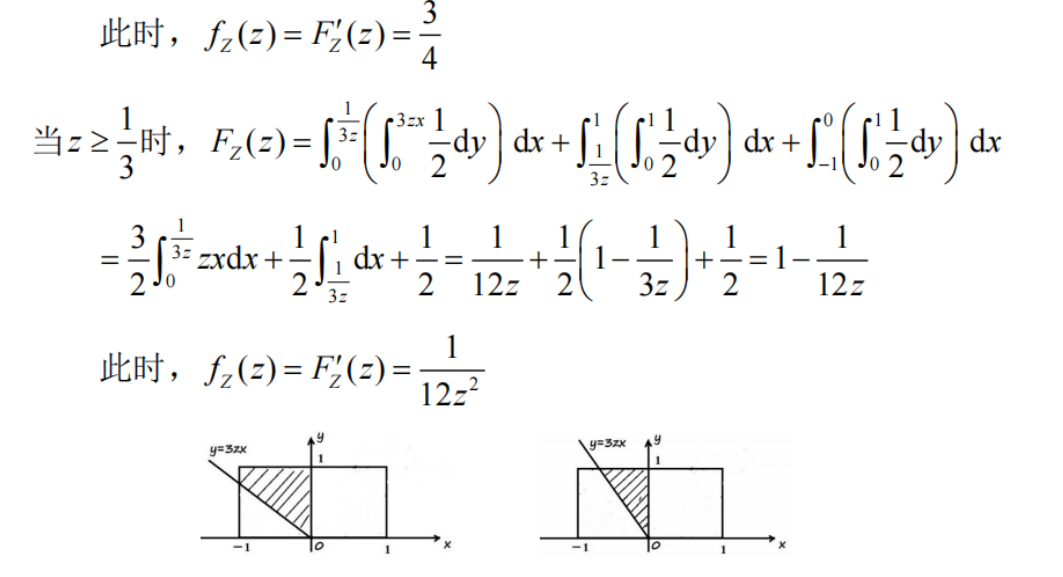 此时，f_Z(z) = F′_Z(z) = 3/4
当 z ≥ 1/3 时，F_Z(z) = ∫_0^{1/(3z)} (∫_0^{3zx} 1/2 dy) dx + ∫_{1/(3z)}^1 (∫_0^1 1/2 dy) dx + ∫_{-1}^0 (∫_0^1 1/2 dy) dx
= 3/2 ∫_0^{1/(3z)} zxdx + 1/2 ∫_{1/(3z)}^1 dx + 1/2 = 1/(12z) + 1/2 (1 − 1/(3z)) + 1/2 = 1 − 1/(12z)
此时，f_Z(z) = F′_Z(z) = 1/(12z²)
y=3zx y 1 -1 0 1 x
y=3zx y 1 -1 0 1 x